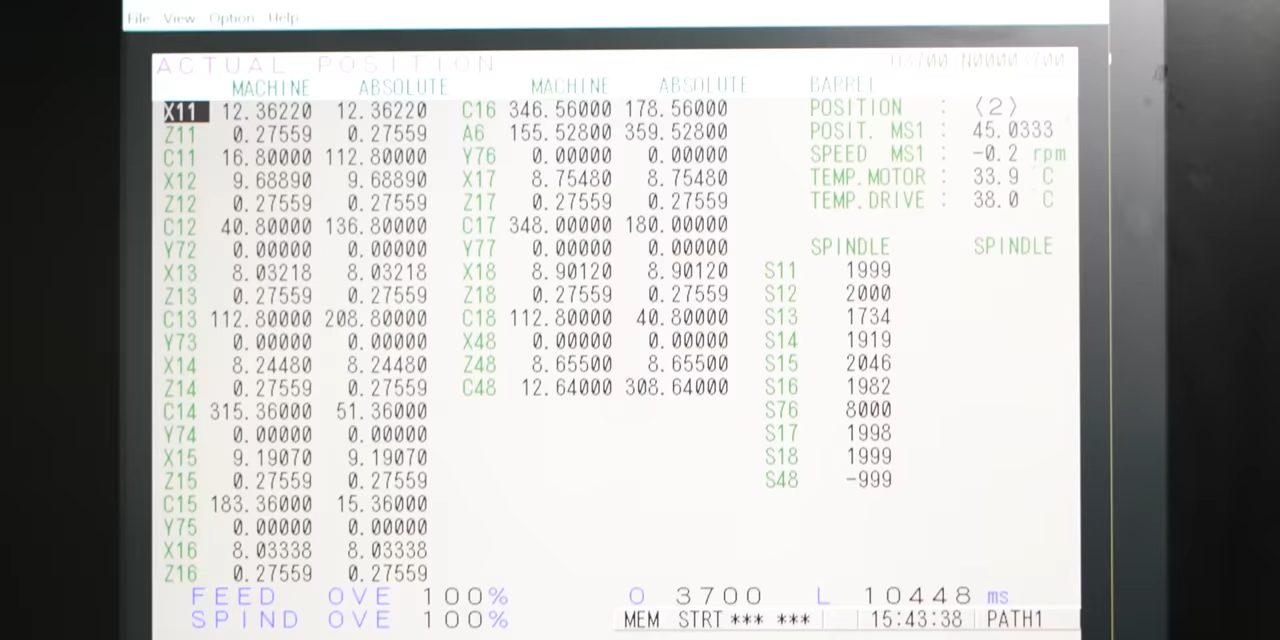 File View Option Help
ACTUAL POSITION
MACHINE ABSOLUTE MACHINE ABSOLUTE BARREL
X11 12.36220 12.36220 C16 346.56000 178.56000 POSITION : (2)
Z11 0.27559 0.27559 A6 155.52800 359.52800 POSIT. MS1 : 45.0333
C11 16.80000 112.80000 Y76 0.00000 0.00000 SPEED MS1 : -0.2 rpm
X12 9.68890 9.68890 X17 8.75480 8.75480 TEMP.MOTOR : 33.9 °C
Z12 0.27559 0.27559 Z17 0.27559 0.27559 TEMP.DRIVE : 38.0 °C
C12 40.80000 136.80000 C17 348.00000 180.00000
Y72 0.00000 0.00000 Y77 0.00000 0.00000 SPINDLE SPINDLE
X13 8.03218 8.03218 X18 8.90120 8.90120 S11 1999
Z13 0.27559 0.27559 Z18 0.27559 0.27559 S12 2000
C13 112.80000 208.80000 C18 112.80000 40.80000 S13 1734
Y73 0.00000 0.00000 X48 0.00000 0.00000 S14 1919
X14 8.24480 8.24480 Z48 8.65500 8.65500 S15 2046
Z14 0.27559 0.27559 C48 12.64000 308.64000 S16 1982
C14 315.36000 51.36000 S76 8000
Y74 0.00000 0.00000 S17 1998
X15 9.19070 9.19070 S18 1999
Z15 0.27559 0.27559 S48 -999
C15 183.36000 15.36000
Y75 0.00000 0.00000
X16 8.03338 8.03338
Z16 0.27559 0.27559
FEED OVE 100% O 3700 L 10448 ms
SPIND OVE 100% MEM STRT *** *** 15:43:38 PATH1